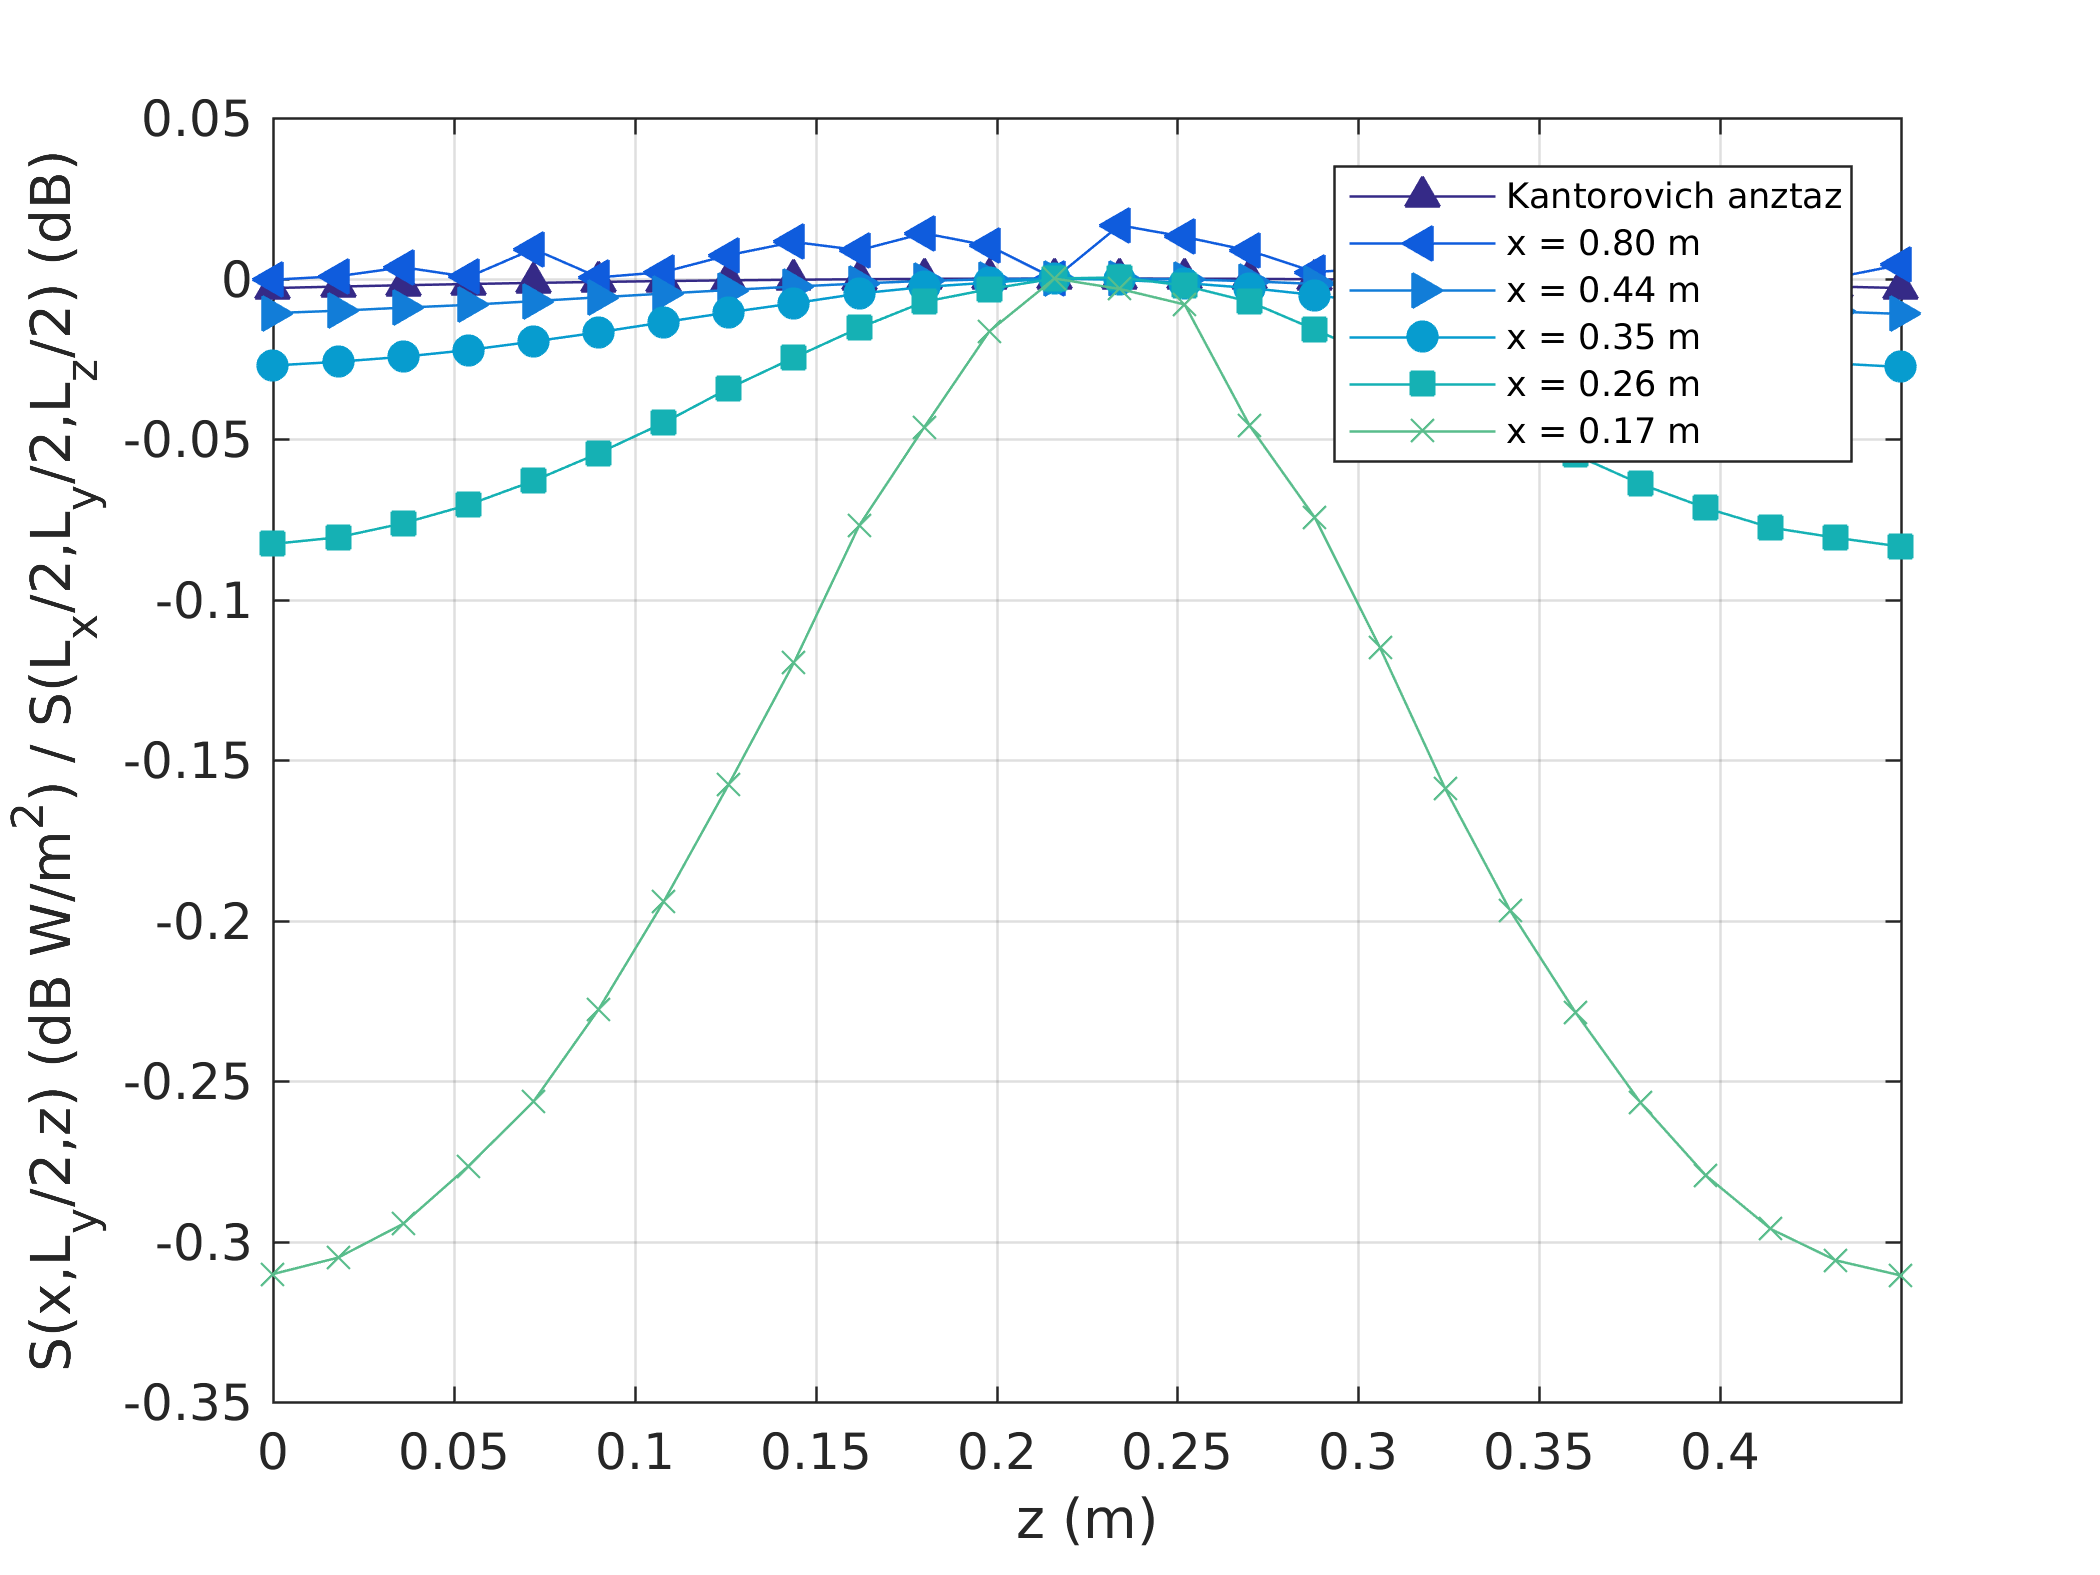 S(x,Ly/2,z) (dB W/m2) / S(Lx/2,Ly/2,Lz/2) (dB)
0.05
0
-0.05
-0.1
-0.15
-0.2
-0.25
-0.3
-0.35
Kantorovich anztaz
x = 0.80 m
x = 0.44 m
x = 0.35 m
x = 0.26 m
x = 0.17 m
0 0.05 0.1 0.15 0.2 0.25 0.3 0.35 0.4
z (m)